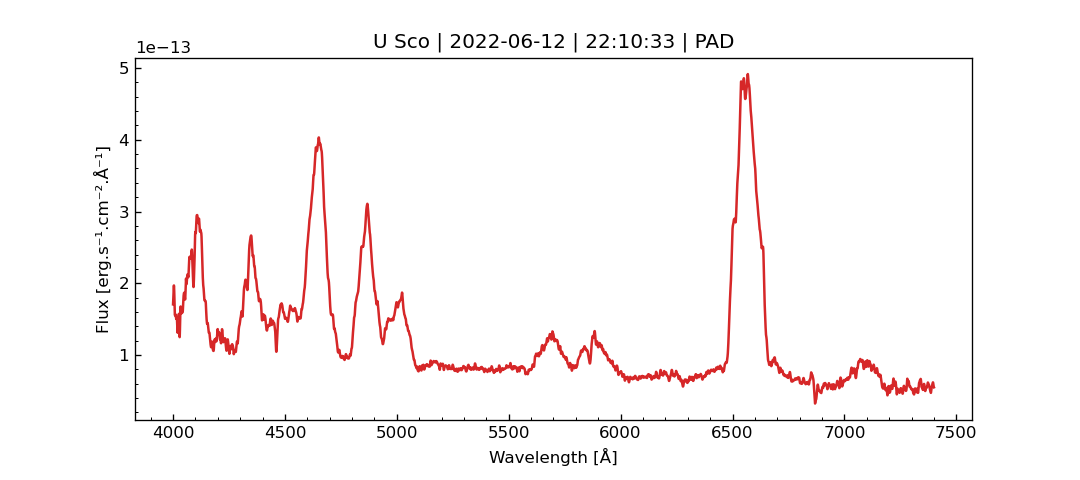 U Sco | 2022-06-12 | 22:10:33 | PAD
1e−13
5
4
3
2
1
Flux [erg.s⁻¹.cm⁻².Å⁻¹]
4000 4500 5000 5500 6000 6500 7000 7500
Wavelength [Å]